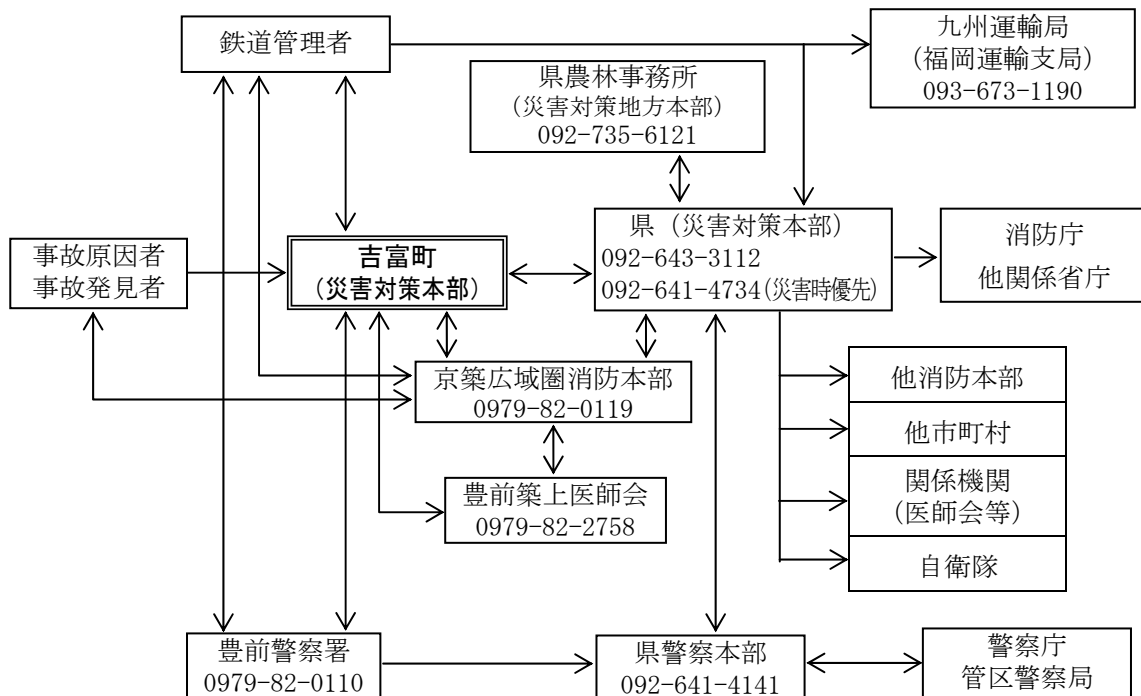 鉄道管理者
九州運輸局
(福岡運輸支局)
093-673-1190
県農林事務所
(災害対策地方本部)
092-735-6121
事故原因者
事故発見者
吉富町
(災害対策本部)
県 (災害対策本部)
092-643-3112
092-641-4734(災害時優先)
消防庁
他関係省庁
京築広域圏消防本部
0979-82-0119
他消防本部
他市町村
関係機関
(医師会等)
自衛隊
豊前築上医師会
0979-82-2758
豊前警察署
0979-82-0110
県警察本部
092-641-4141
警察庁
管区警察局